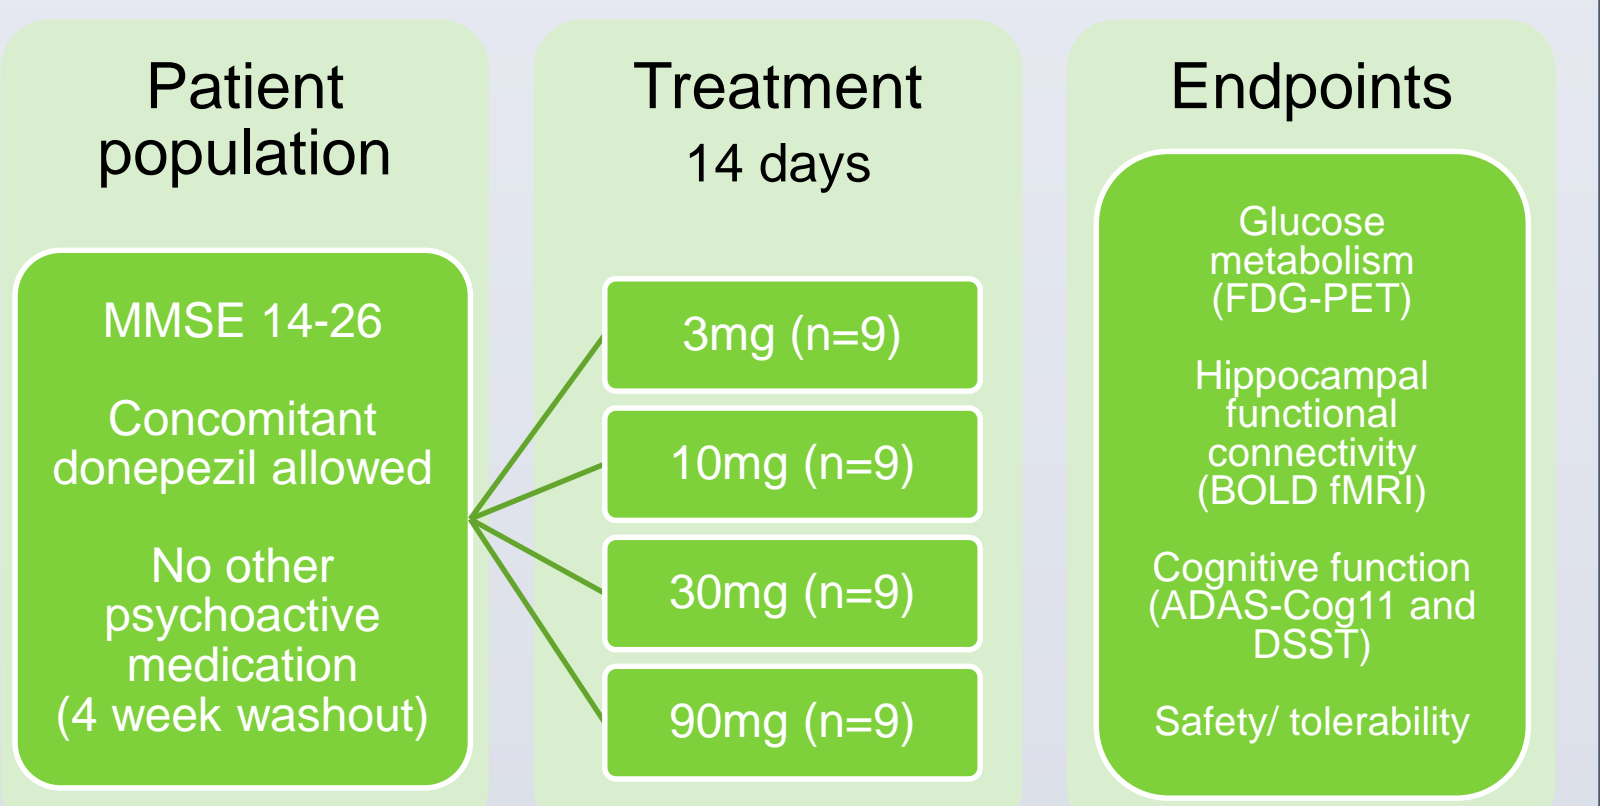 Patient
population
MMSE 14-26
Concomitant
donepezil allowed
No other
psychoactive
medication
(4 week washout)
Treatment
14 days
3mg (n=9)
10mg (n=9)
30mg (n=9)
90mg (n=9)
Endpoints
Glucose
metabolism
(FDG-PET)
Hippocampal
functional
connectivity
(BOLD fMRI)
Cognitive function
(ADAS-Cog11 and
DSST)
Safety/ tolerability